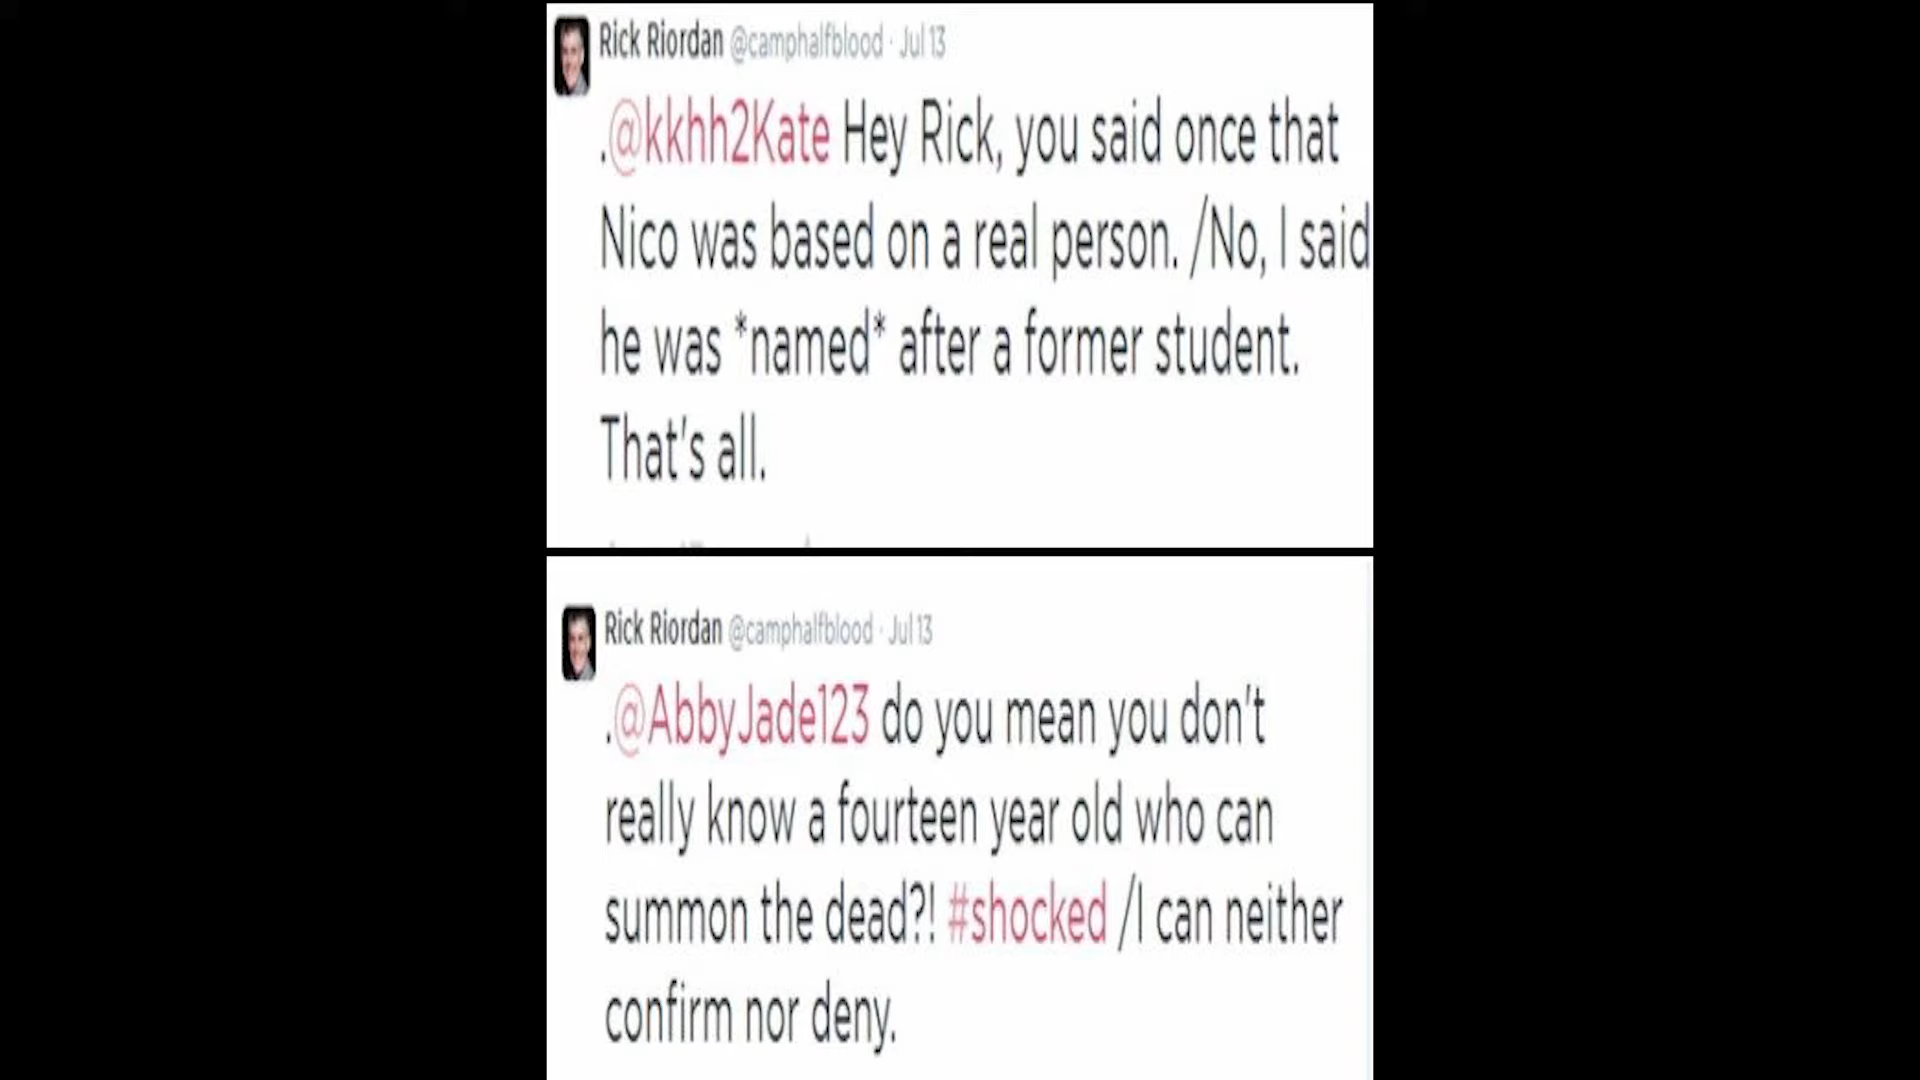 Rick Riordan @camphalfblood · Jul 13
.@kkhh2Kate Hey Rick, you said once that
Nico was based on a real person. /No, I said
he was *named* after a former student.
That's all.
Rick Riordan @camphalfblood · Jul 13
.@AbbyJade123 do you mean you don't
really know a fourteen year old who can
summon the dead?! #shocked /I can neither
confirm nor deny.